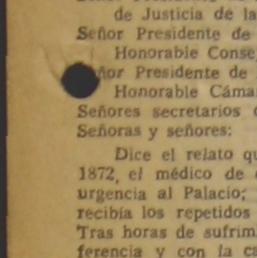 de Justicia de la
Señor Presidente de
Honorable Conse
ñor Presidente de
Honorable Cáma
Señores secretarios
Señoras y señores:
Dice el relato qu
1872, el médico de
urgencia al Palacio;
recibía los repetidos
Tras horas de sufrim
ferencia y con la ca